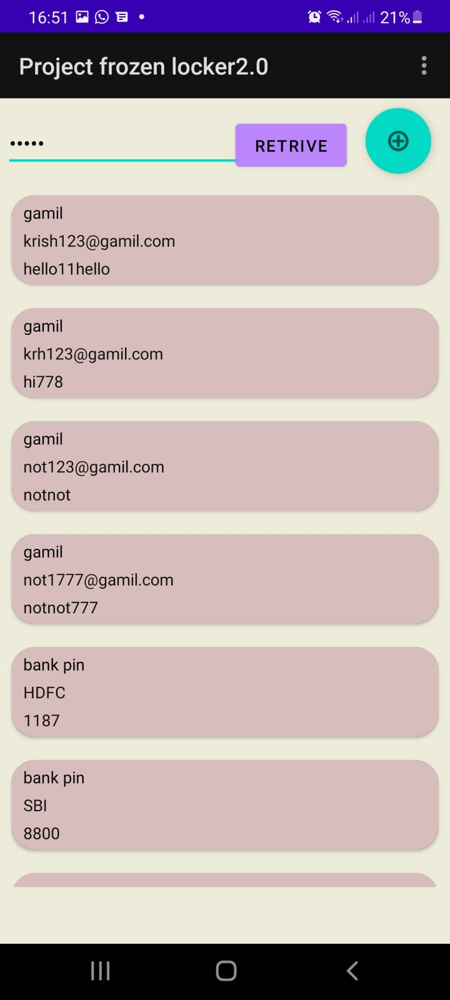 16:51
21%
Project frozen locker2.0
•••••
RETRIVE
gamil
krish123@gamil.com
hello11hello
gamil
krh123@gamil.com
hi778
gamil
not123@gamil.com
notnot
gamil
not1777@gamil.com
notnot777
bank pin
HDFC
1187
bank pin
SBI
8800